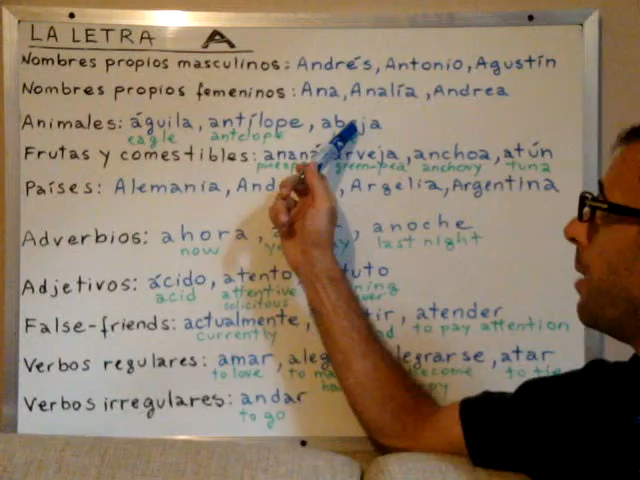 LA LETRA A
Nombres propios masculinos: Andrés, Antonio, Agustín
Nombres propios femeninos: Ana, Analía, Andrea
Animales: águila, antílope, abeja
eagle antelope
Frutas y comestibles: ananá, arveja, anchoa, atún
green-pea anchovy tuna
Países: Alemania, Argelia, Argentina
Adverbios: ahora, anoche
now last night
Adjetivos: ácido, atento
acid attentive
solicitous
False-friends: actualmente, atender
currently to pay attention
Verbos regulares: amar, alegrarse, atar
to love
Verbos irregulares: andar
to go